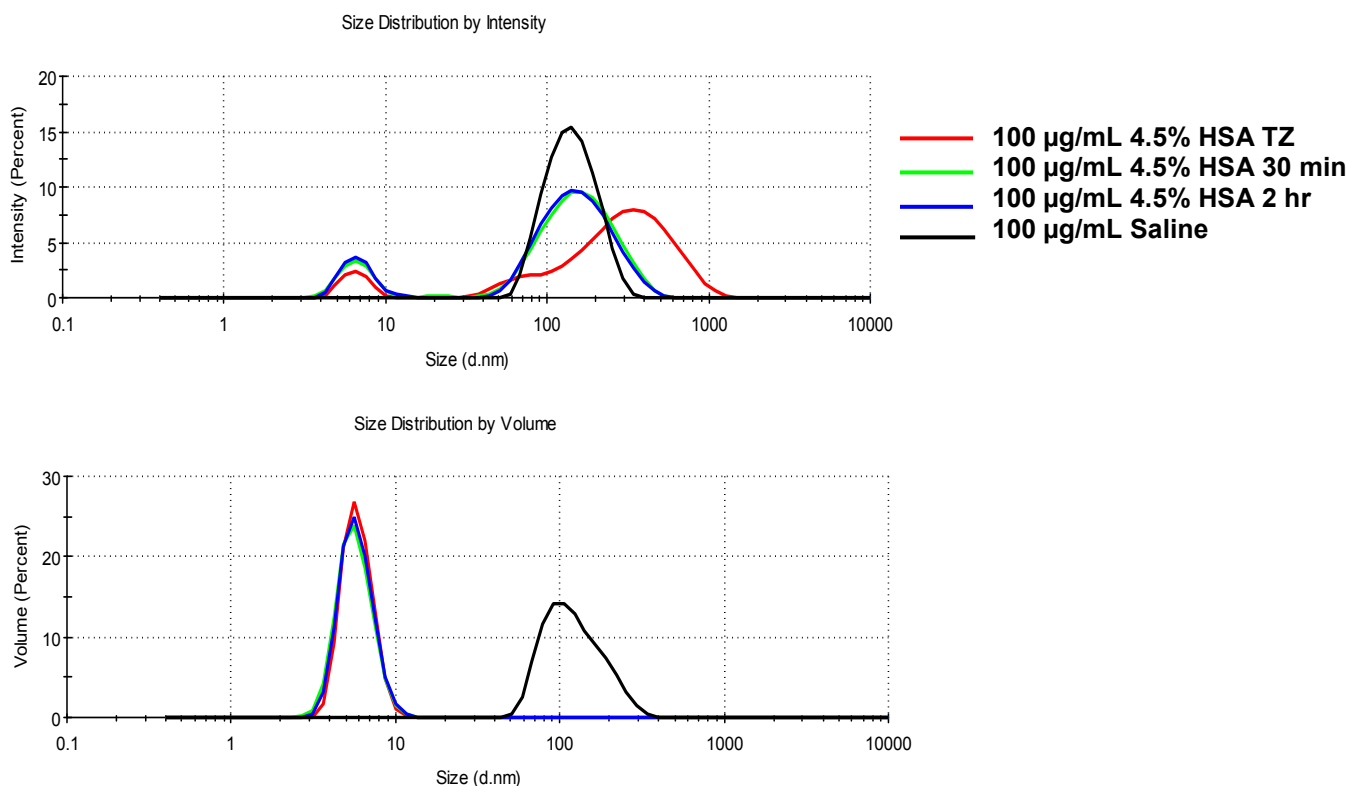 Size Distribution by Intensity
20
15
10
5
0
Intensity (Percent)
0.1 1 10 100 1000 10000
Size (d.nm)
100 µg/mL 4.5% HSA TZ
100 µg/mL 4.5% HSA 30 min
100 µg/mL 4.5% HSA 2 hr
100 µg/mL Saline
Size Distribution by Volume
30
20
10
0
Volume (Percent)
0.1 1 10 100 1000 10000
Size (d.nm)